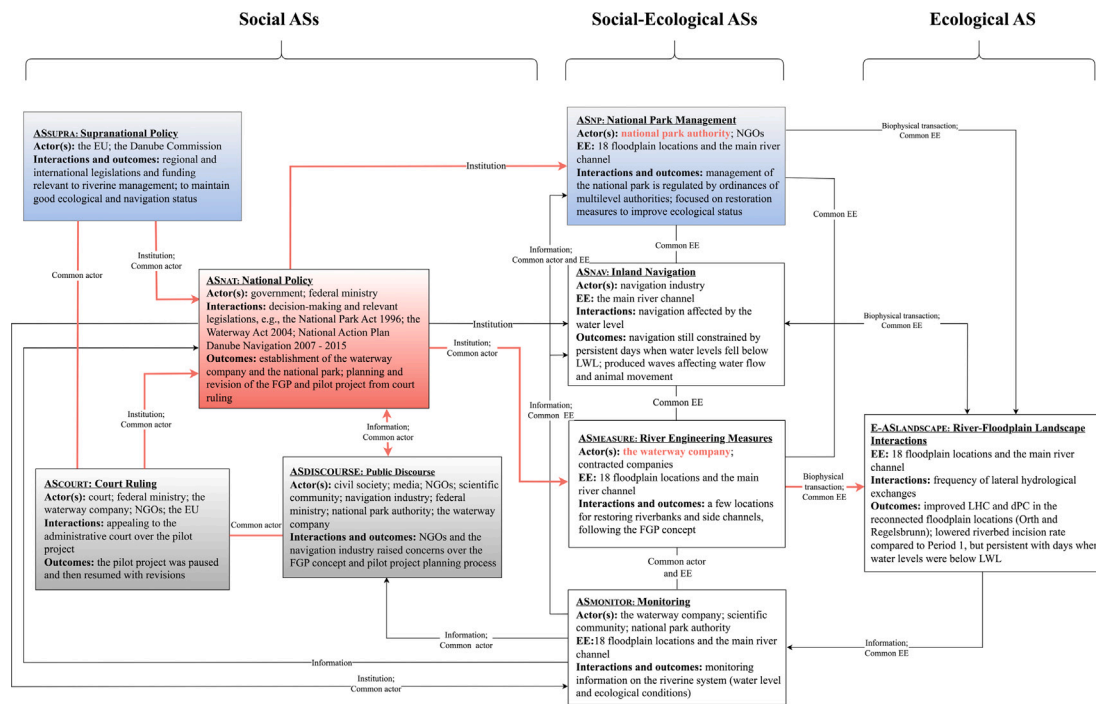 Social ASs
Social-Ecological ASs
Ecological AS
ASSUPRA: Supranational Policy
Actor(s): the EU; the Danube Commission
Interactions and outcomes: regional and
international legislations and funding
relevant to riverine management; to maintain
good ecological and navigation status
ASNP: National Park Management
Actor(s): national park authority; NGOs
EE: 18 floodplain locations and the main river
channel
Interactions and outcomes: management of
the national park is regulated by ordinances of
multilevel authorities; focused on restoration
measures to improve ecological status
Biophysical transaction;
Common EE
Institution
Common EE
Common actor
Institution;
Common actor
Information;
Common actor and EE
Common EE
ASNAT: National Policy
Actor(s): government; federal ministry
Interactions: decision-making and relevant
legislations, e.g., the National Park Act 1996; the
Waterway Act 2004; National Action Plan
Danube Navigation 2007 - 2015
Outcomes: establishment of the waterway
company and the national park; planning and
revision of the FGP and pilot project from court
ruling
ASNAV: Inland Navigation
Actor(s): navigation industry
EE: the main river channel
Interactions: navigation affected by the
water level
Outcomes: navigation still constrained by
persistent days when water levels fell below
LWL; produced waves affecting water flow
and animal movement
Biophysical transaction;
Common EE
Institution
Institution;
Common actor
Institution;
Common actor
Information;
Common actor
Information;
Common EE
Common EE
ASCOURT: Court Ruling
Actor(s): court; federal ministry; the
waterway company; NGOs; the EU
Interactions: appealing to the
administrative court over the pilot
project
Outcomes: the pilot project was paused
and then resumed with revisions
Common actor
ASDISCOURSE: Public Discourse
Actor(s): civil society; media; NGOs; scientific
community; navigation industry; federal
ministry; national park authority; the waterway
company
Interactions and outcomes: NGOs and
the navigation industry raised concerns over the
FGP concept and pilot project planning process
ASMEASURE: River Engineering Measures
Actor(s): the waterway company;
contracted companies
EE: 18 floodplain locations and the main
river channel
Interactions and outcomes: a few locations
for restoring riverbanks and side channels,
following the FGP concept
Biophysical
transaction;
Common EE
E-ASLANDSCAPE: River-Floodplain Landscape
Interactions
EE: 18 floodplain locations and the main river
channel
Interactions: frequency of lateral hydrological
exchanges
Outcomes: improved LHC and dPC in the
reconnected floodplain locations (Orth and
Regelsbrunn); lowered riverbed incision rate
compared to Period 1, but persistent with days when
water levels were below LWL
Common actor
and EE
ASMONITOR: Monitoring
Actor(s): the waterway company; scientific
community; national park authority
EE:18 floodplain locations and the main river
channel
Interactions and outcomes: monitoring
information on the riverine system (water level
and ecological conditions)
Information;
Common actor
Information
Institution;
Common actor
Information;
Common EE